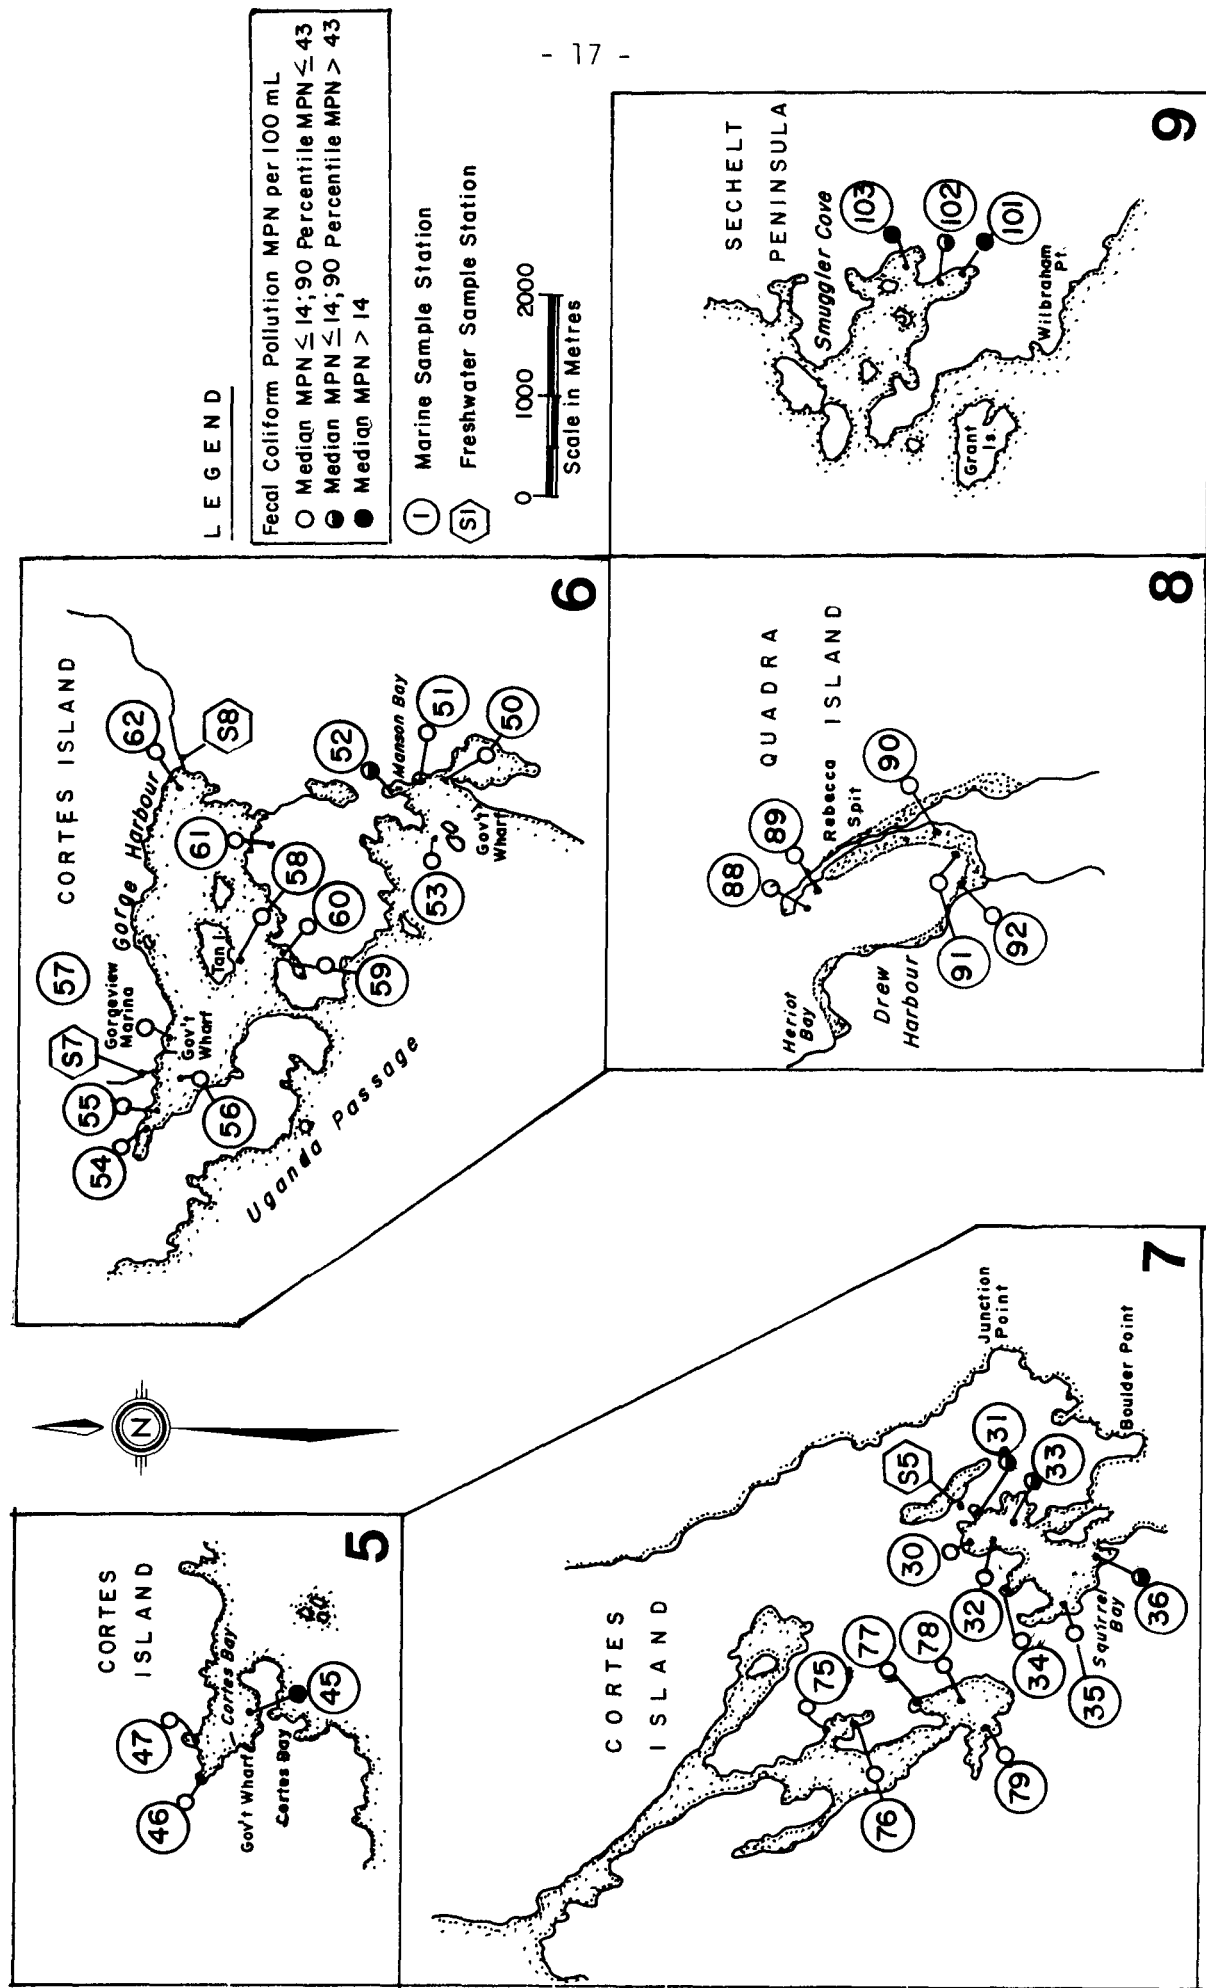 - 17 -
LEGEND
Fecal Coliform Pollution MPN per 100 mL
Median MPN ≤ 14; 90 Percentile MPN ≤ 43
Median MPN ≤ 14; 90 Percentile MPN > 43
Median MPN > 14
1 Marine Sample Station
S1 Freshwater Sample Station
0 1000 2000
Scale in Metres
N
CORTES
ISLAND
47
46
Cortes Bay
Gov't Wharf
Cortes Bay
45
5
CORTES ISLAND
57
Gorgeview
Marina
S7
55
54
Gov't
Wharf
56
Gorge Harbour
62
S8
61
Tan I.
58
60
59
52
Manson Bay
51
50
53
Gov't
Wharf
Uganda Passage
6
CORTES
ISLAND
75
77
78
76
79
S5
30
31
32
33
34
35
36
Squirrel
Bay
Junction
Point
Boulder Point
7
QUADRA
ISLAND
88
89
Rebecca
Spit
90
91
92
Heriot
Bay
Drew
Harbour
8
SECHELT
PENINSULA
Smuggler Cove
103
102
101
Wilbraham
Pt.
Grant
Is.
9